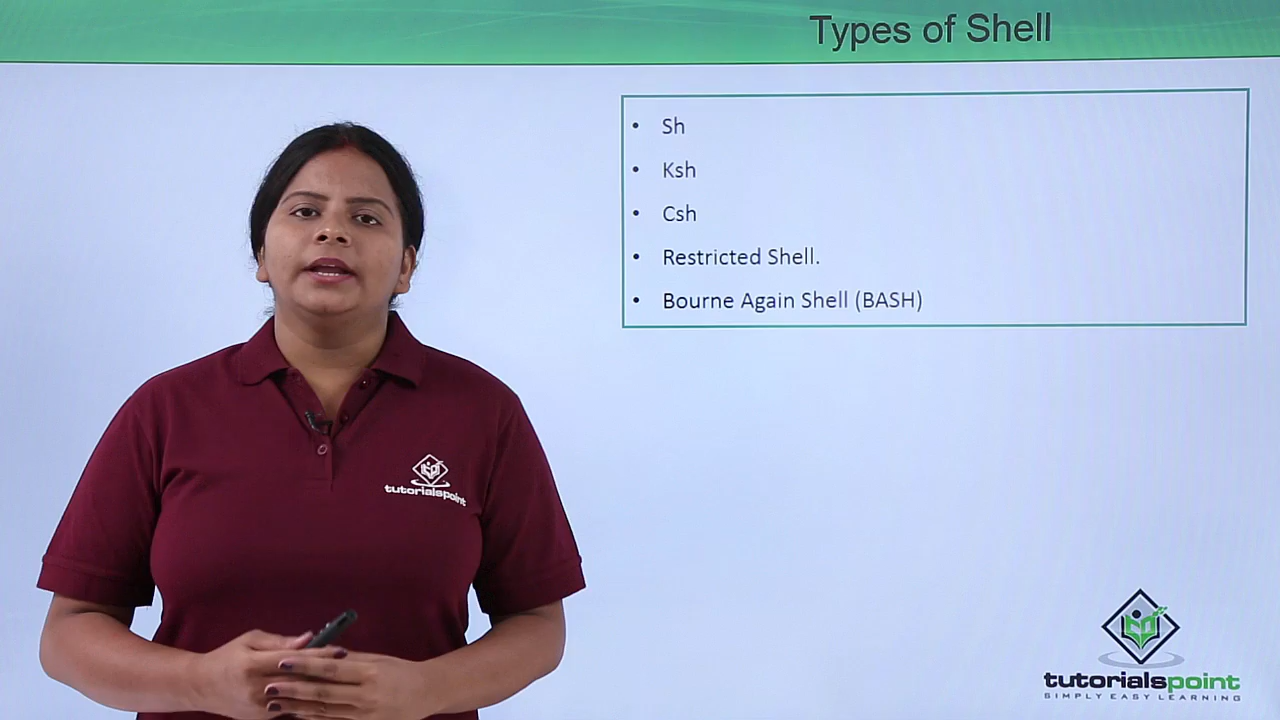 Types of Shell
• Sh
• Ksh
• Csh
• Restricted Shell.
• Bourne Again Shell (BASH)
tutorialspoint
tutorialspoint
SIMPLY EASY LEARNING